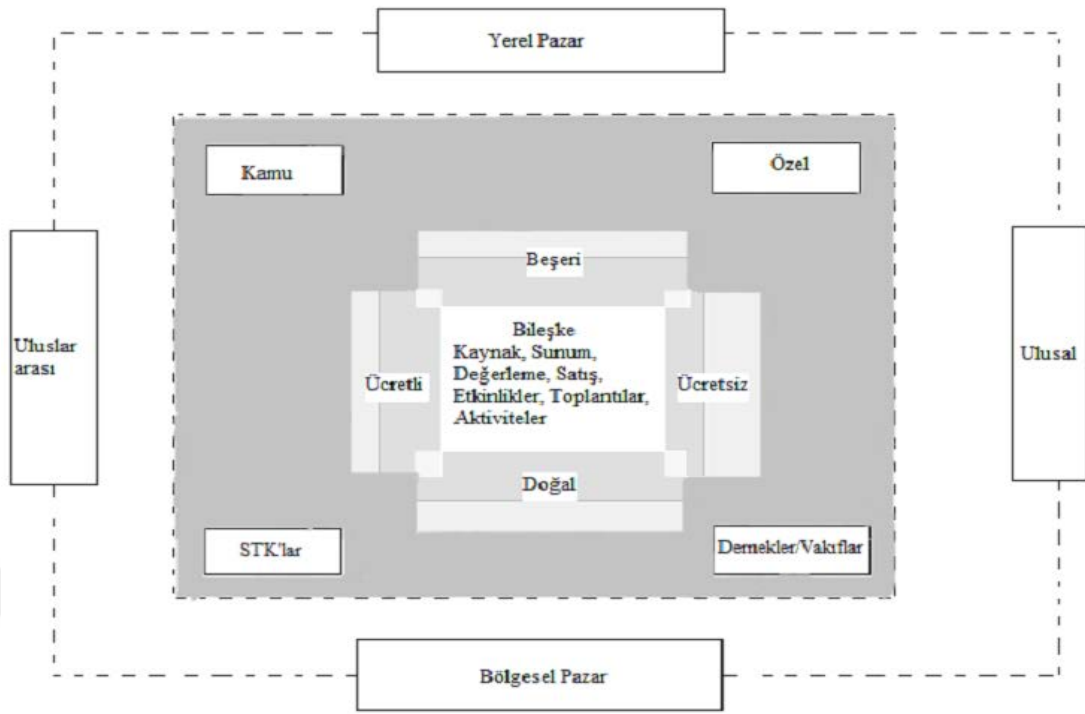 Yerel Pazar
Kamu
Özel
Beşeri
Uluslar
arası
Ücretli
Bileşke
Kaynak, Sunum,
Değerleme, Satış,
Etkinlikler, Toplantılar,
Aktiviteler
Ücretsiz
Ulusal
Doğal
STK'lar
Dernekler/Vakıflar
Bölgesel Pazar